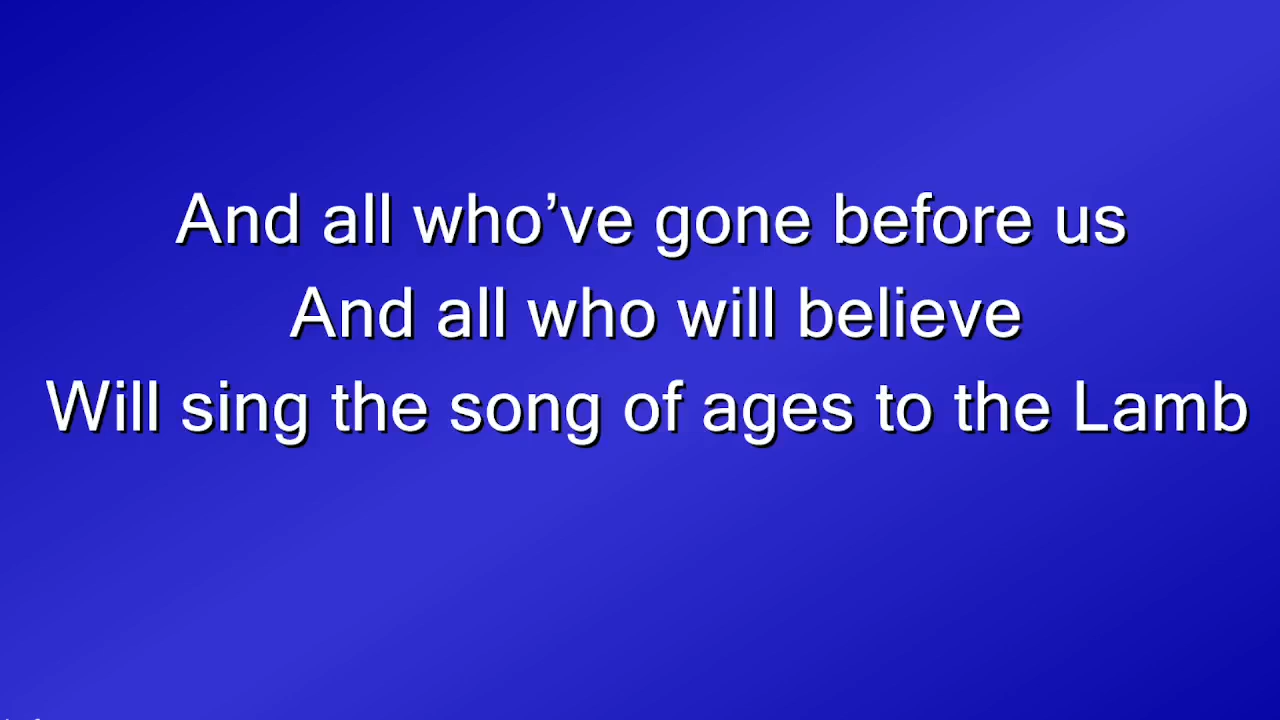 And all who’ve gone before us
And all who will believe
Will sing the song of ages to the Lamb